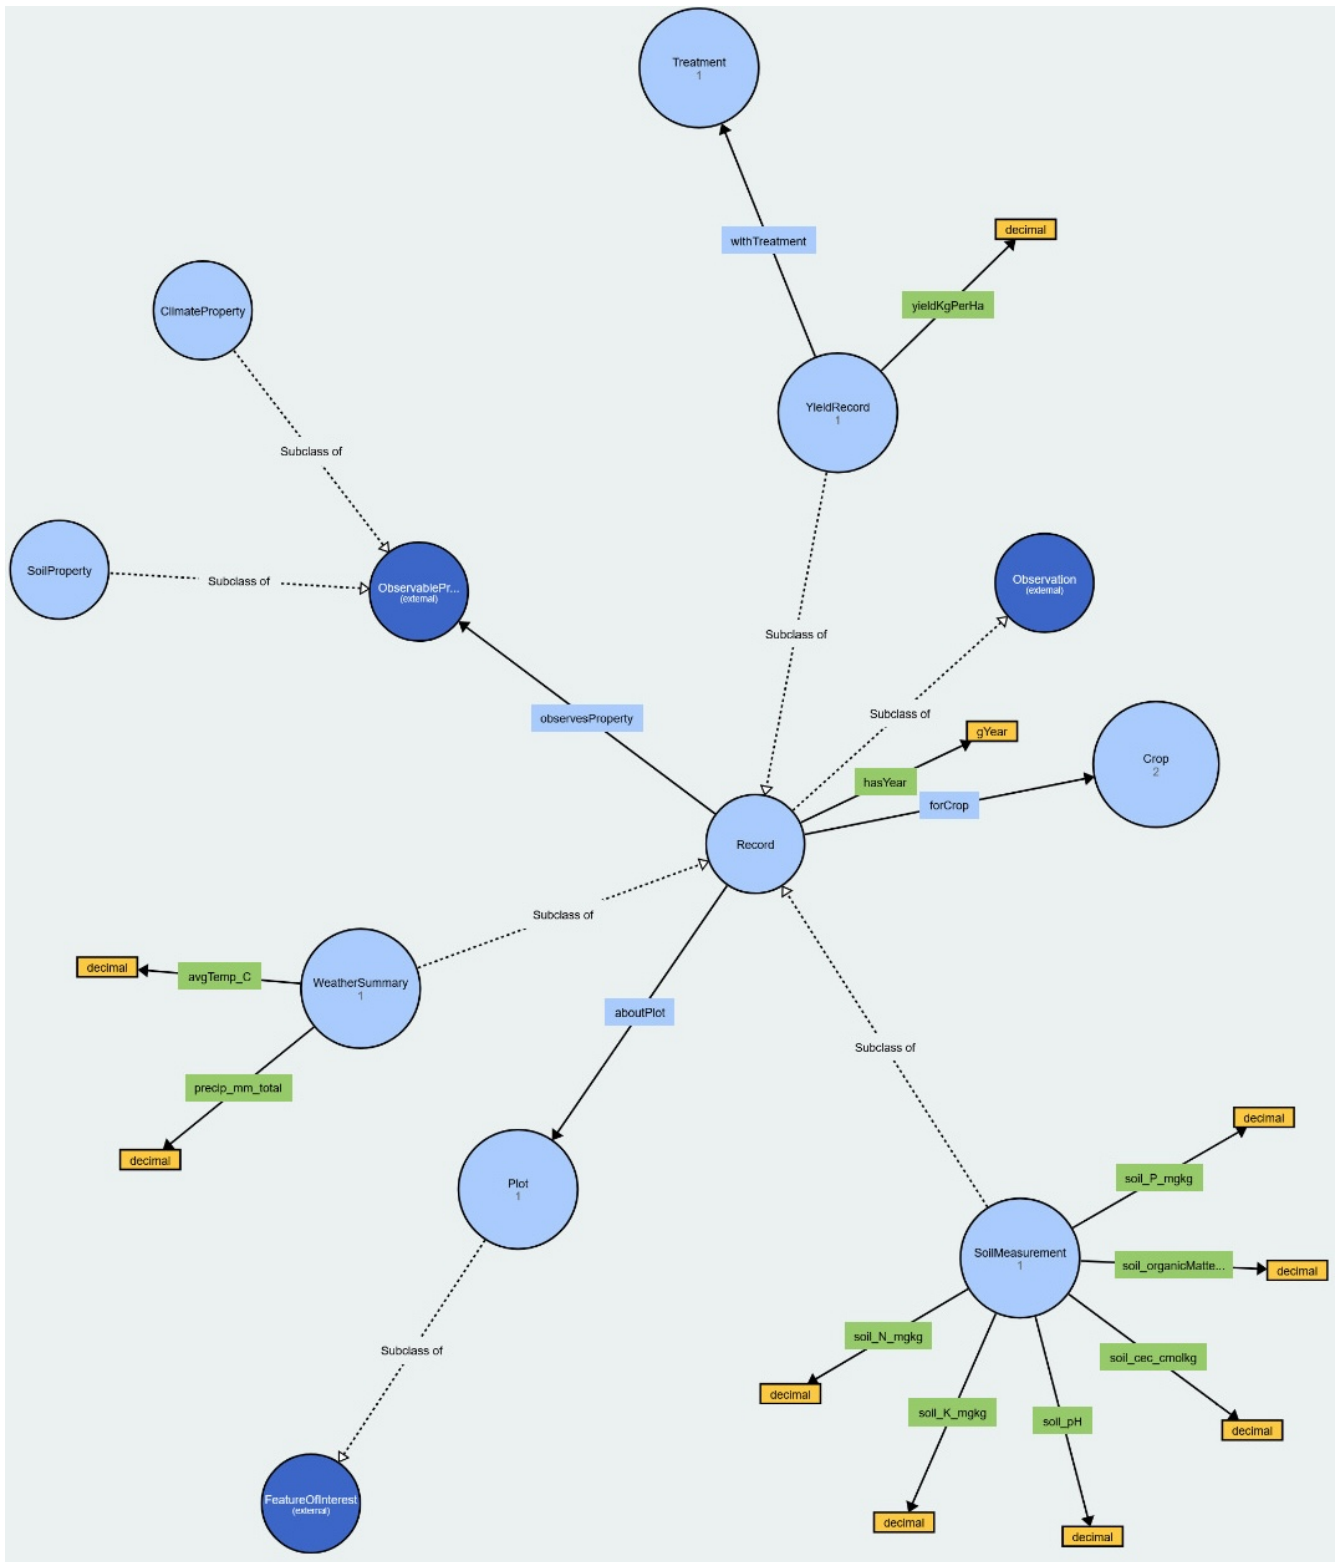 Treatment
1
withTreatment
decimal
yieldKgPerHa
ClimateProperty
YieldRecord
1
Subclass of
SoilProperty
Subclass of
ObservablePr...
(external)
Observation
(external)
Subclass of
observesProperty
Subclass of
gYear
hasYear
forCrop
Crop
2
Record
Subclass of
decimal
avgTemp_C
WeatherSummary
1
aboutPlot
Subclass of
precip_mm_total
decimal
Plot
1
decimal
soil_P_mgkg
SoilMeasurement
1
soil_organicMatte...
decimal
soil_N_mgkg
soil_cec_cmolkg
Subclass of
decimal
soil_K_mgkg
soil_pH
decimal
FeatureOfInterest
(external)
decimal
decimal